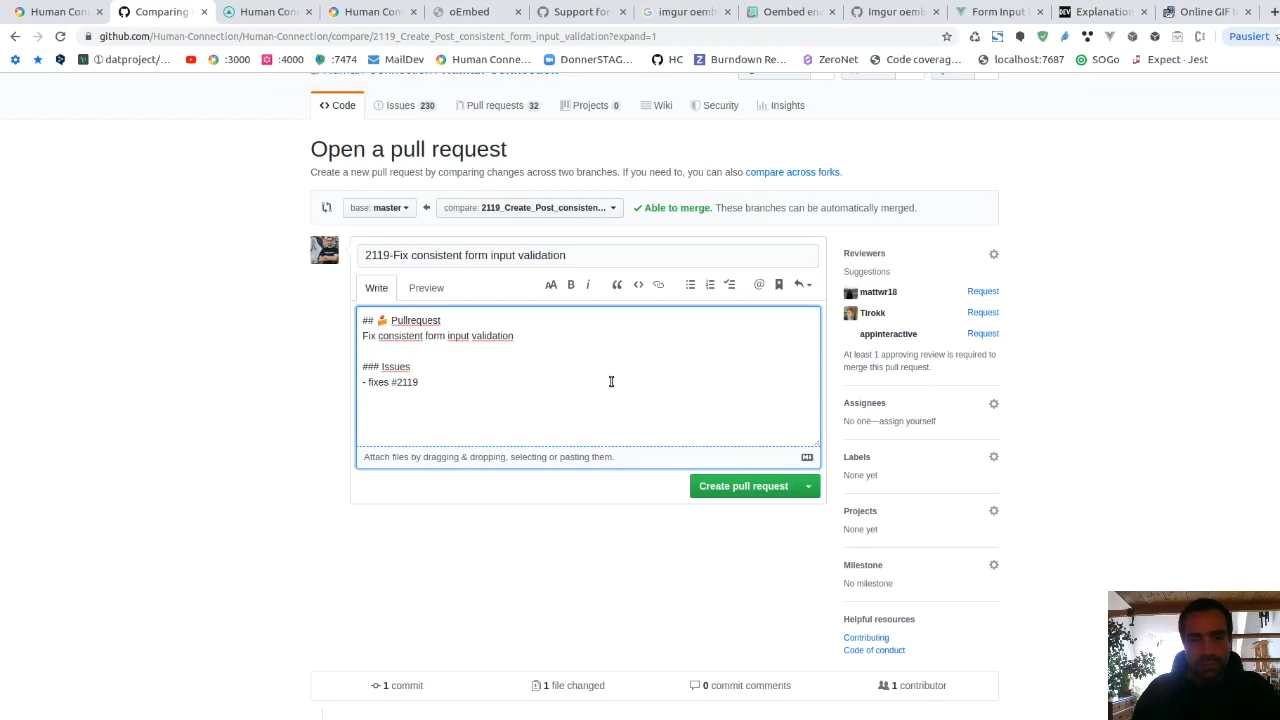 Human Conn
Comparing
Human Conn
oEmbed
Support for
imgur oemb
Oembed en
Imgur oemb
Form Input
Explanation
Online GIF b
github.com/Human-Connection/Human-Connection/compare/2119_Create_Post_consistent_form_input_validation?expand=1
Pausiert
datproject/...
:3000
:4000
:7474
MailDev
Human Conne...
DonnerSTAG...
HC
Burndown Re...
ZeroNet
Code coverag...
localhost:7687
SOGo
Expect · Jest
Code
Issues 230
Pull requests 32
Projects 0
Wiki
Security
Insights
Open a pull request
Create a new pull request by comparing changes across two branches. If you need to, you can also compare across forks.
base: master
compare: 2119_Create_Post_consisten...
Able to merge. These branches can be automatically merged.
2119-Fix consistent form input validation
Write
Preview
## 🍰 Pullrequest
Fix consistent form input validation
### Issues
- fixes #2119
Attach files by dragging & dropping, selecting or pasting them.
Create pull request
Reviewers
Suggestions
mattwr18 Request
Tirokk Request
appinteractive Request
At least 1 approving review is required to
merge this pull request.
Assignees
No one—assign yourself
Labels
None yet
Projects
None yet
Milestone
No milestone
Helpful resources
Contributing
Code of conduct
1 commit
1 file changed
0 commit comments
1 contributor